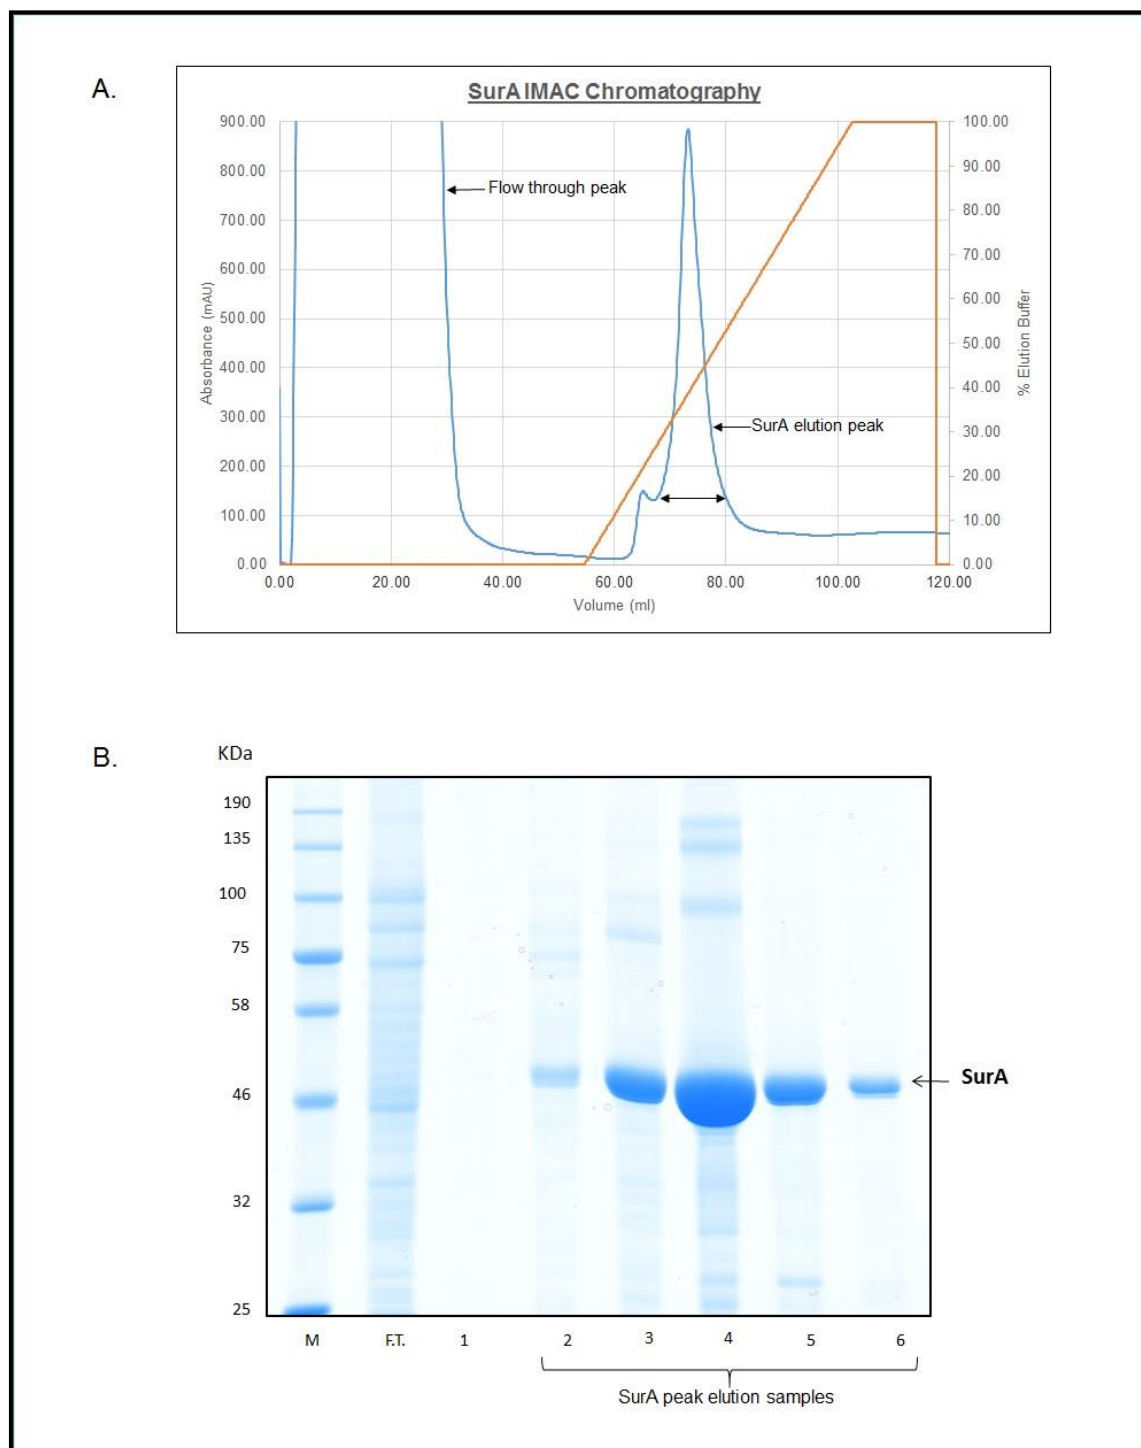 A.
SurA IMAC Chromatography
900.00
800.00
700.00
600.00
500.00
400.00
300.00
200.00
100.00
0.00
Absorbance (mAU)
100.00
90.00
80.00
70.00
60.00
50.00
40.00
30.00
20.00
10.00
0.00
% Elution Buffer
Flow through peak
SurA elution peak
0.00 20.00 40.00 60.00 80.00 100.00 120.00
Volume (ml)
B.
KDa
190
135
100
75
58
46
32
25
SurA
M F.T. 1 2 3 4 5 6
SurA peak elution samples